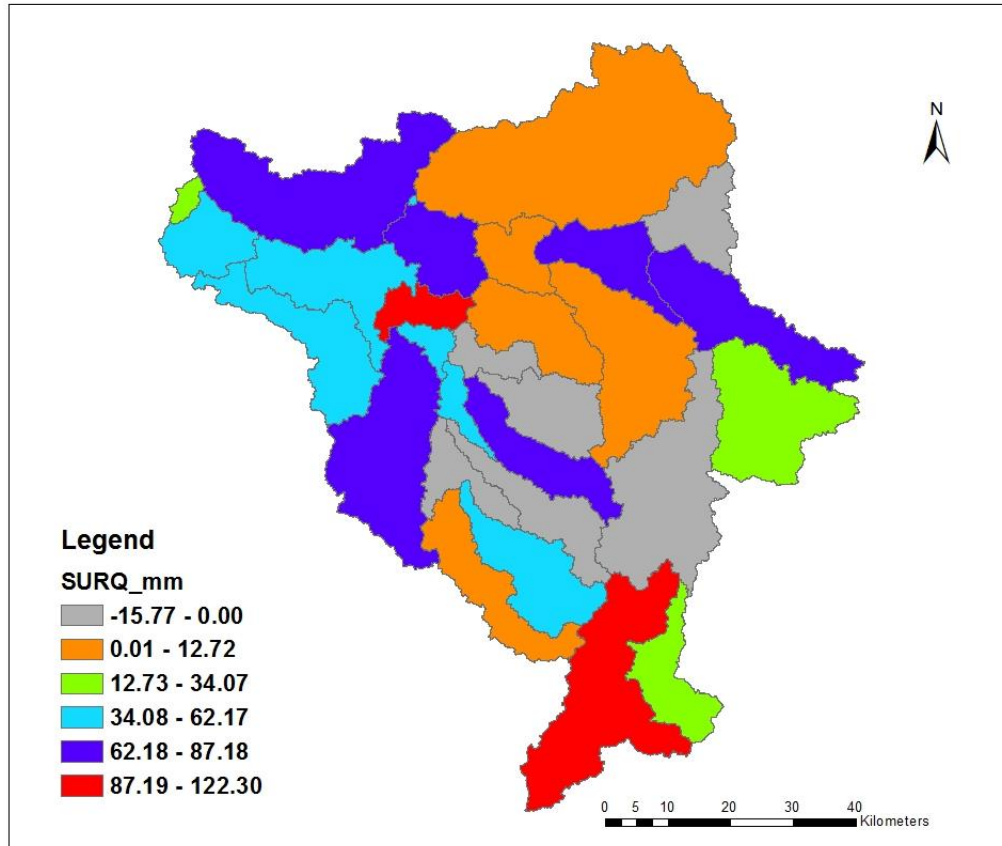 N
Legend
SURQ_mm
-15.77 - 0.00
0.01 - 12.72
12.73 - 34.07
34.08 - 62.17
62.18 - 87.18
87.19 - 122.30
0 5 10 20 30 40
Kilometers